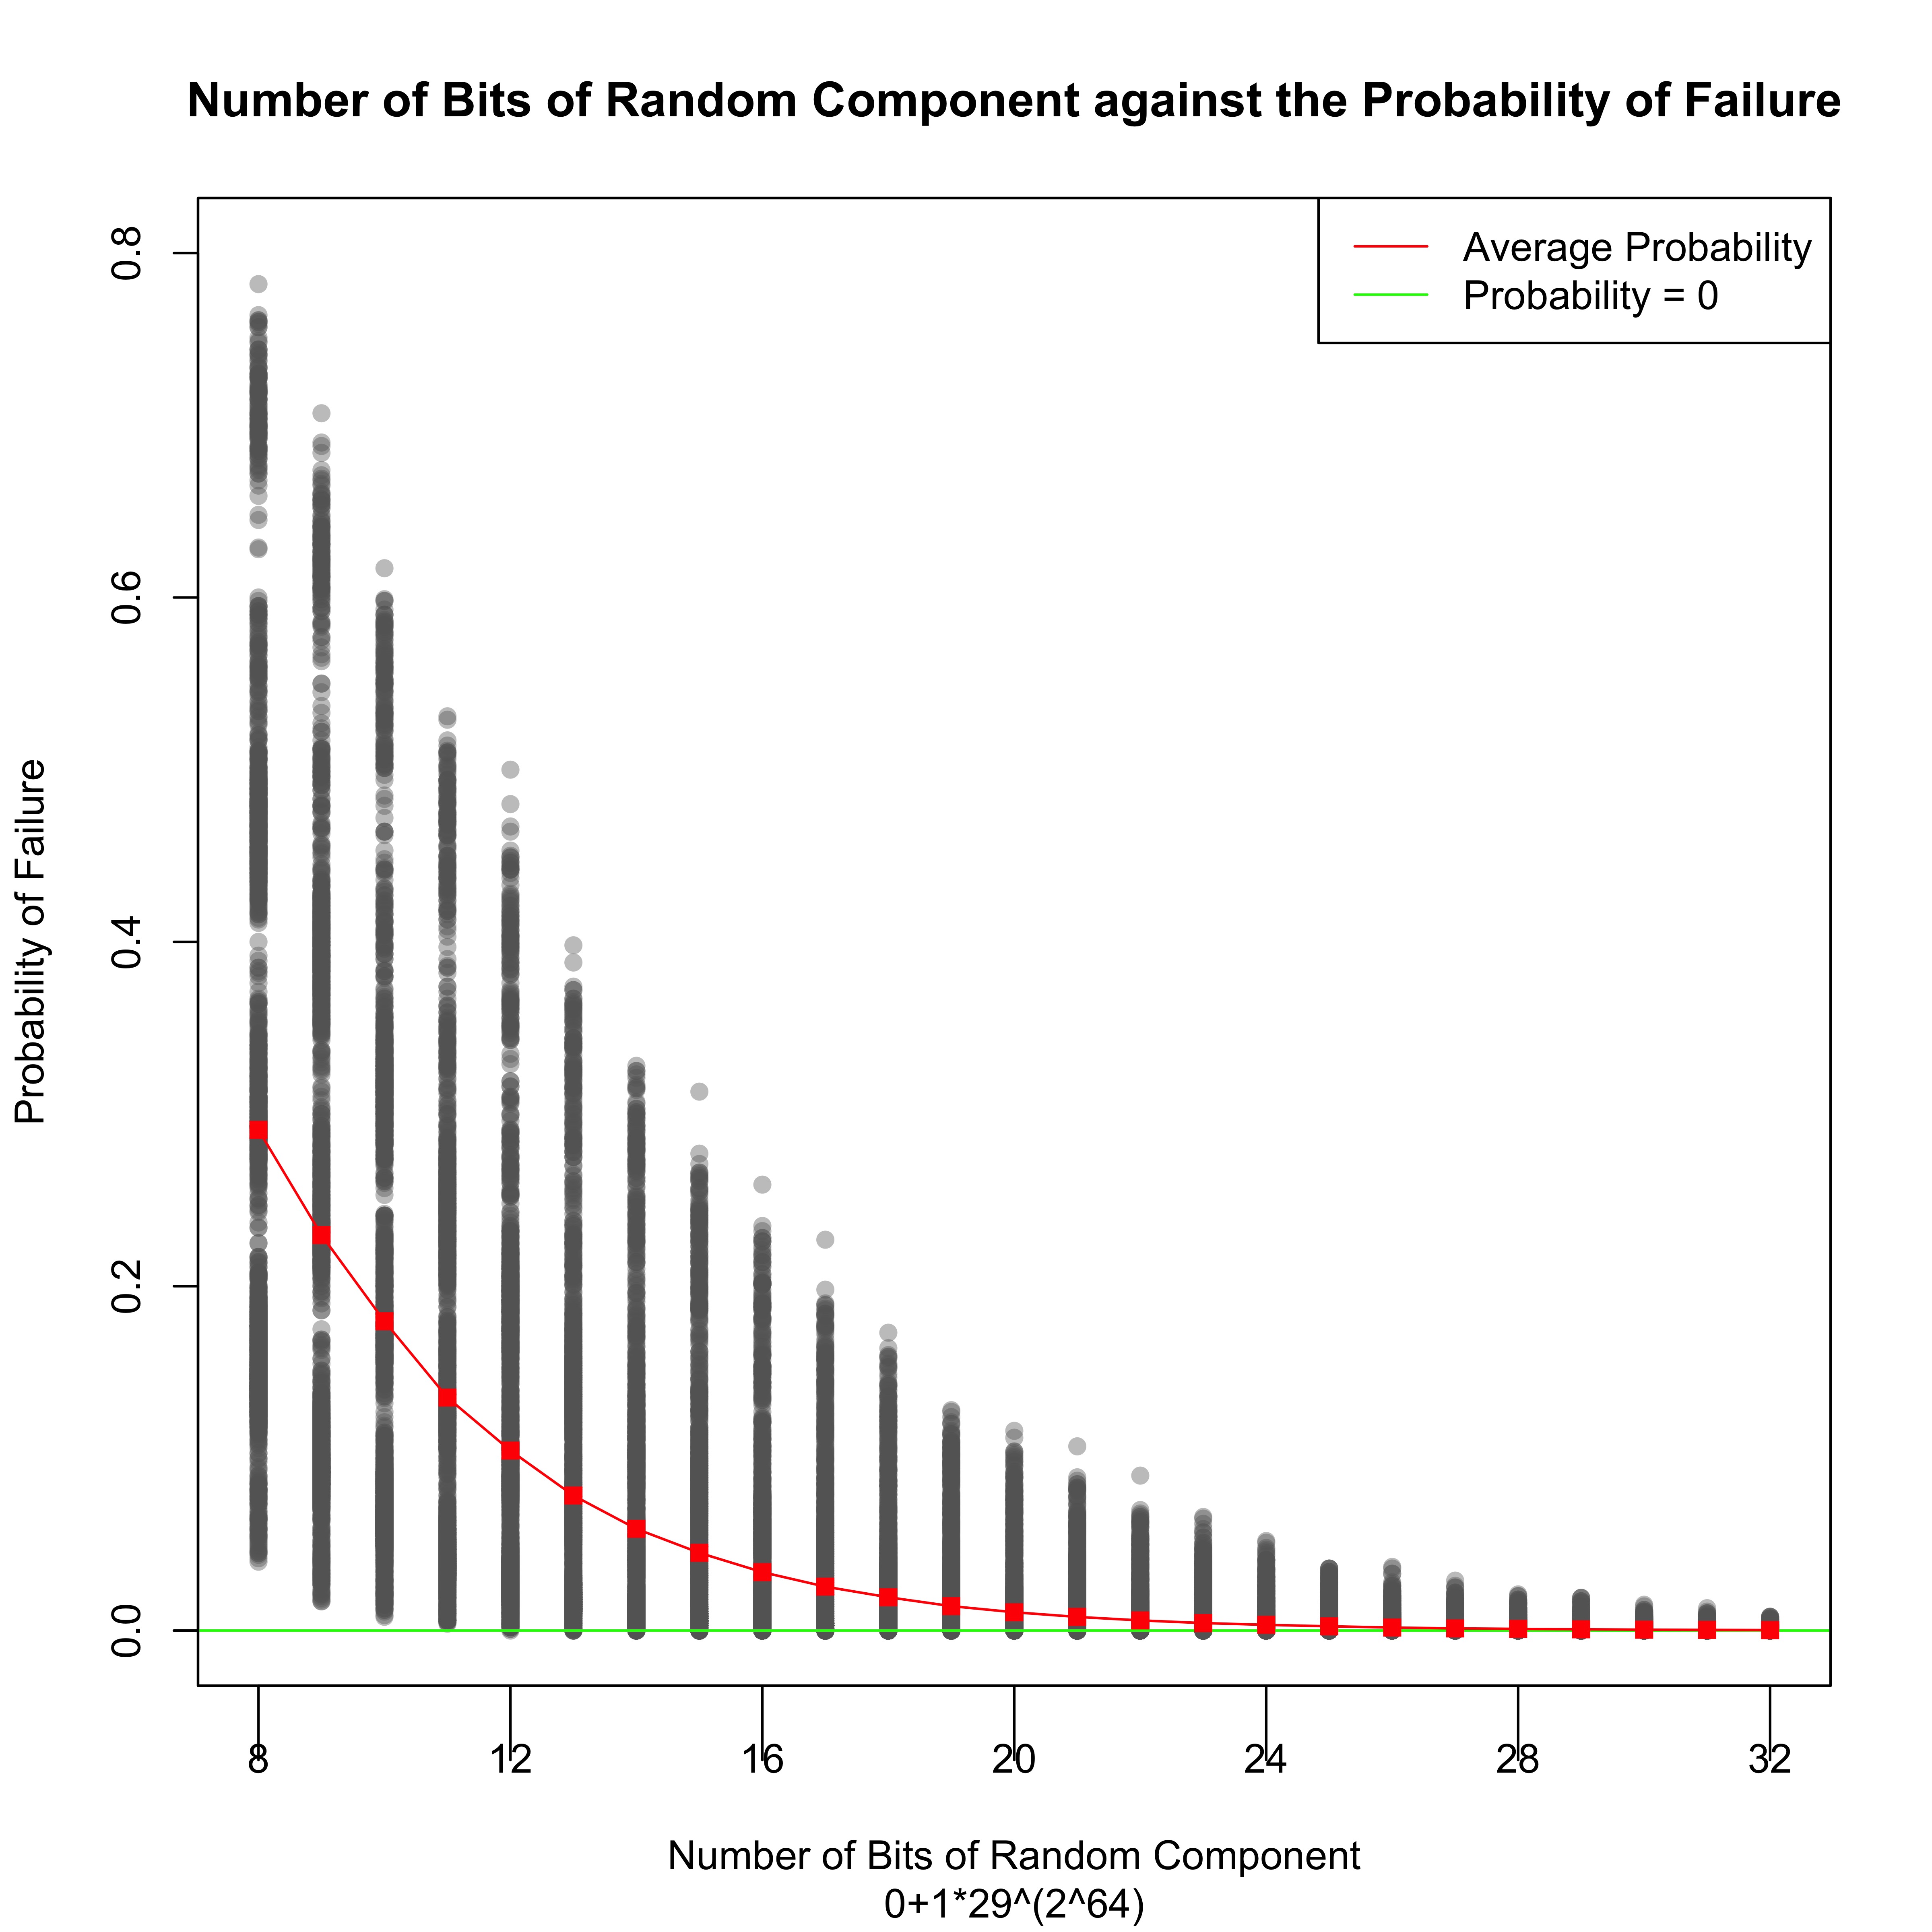 Number of Bits of Random Component against the Probability of Failure
Average Probability
Probability = 0
Probability of Failure
0.8
0.6
0.4
0.2
0.0
8 12 16 20 24 28 32
Number of Bits of Random Component
0+1*29^(2^64)